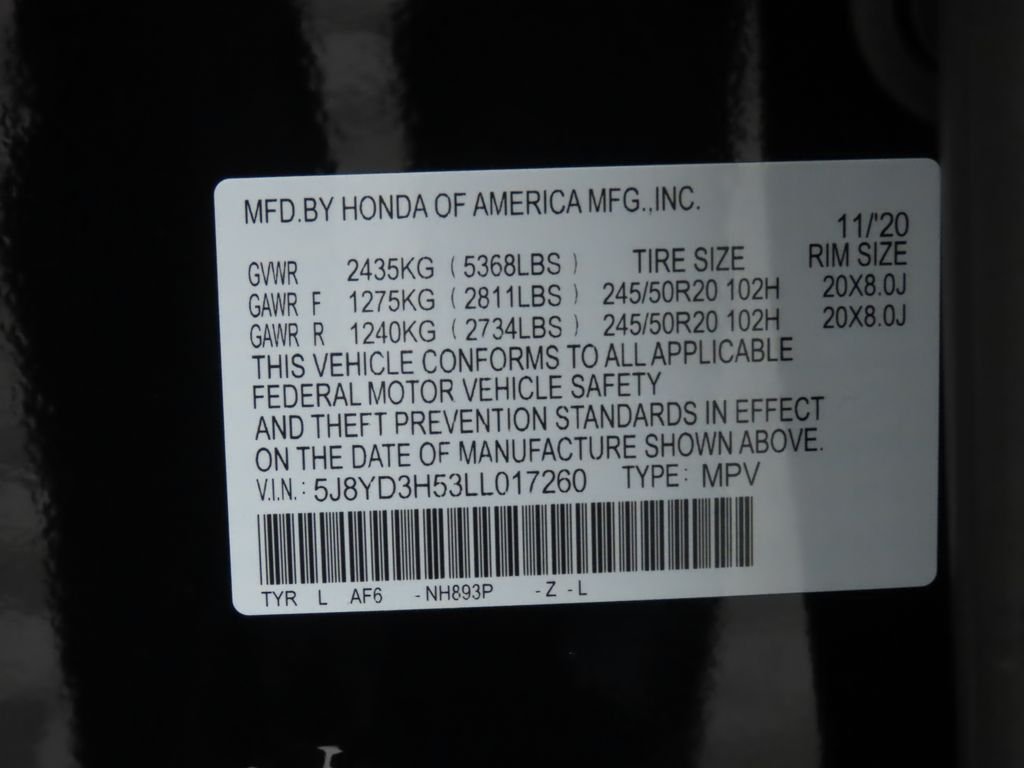 MFD.BY HONDA OF AMERICA MFG.,INC.
11/'20
GVWR 2435KG ( 5368LBS ) TIRE SIZE RIM SIZE
GAWR F 1275KG ( 2811LBS ) 245/50R20 102H 20X8.0J
GAWR R 1240KG ( 2734LBS ) 245/50R20 102H 20X8.0J
THIS VEHICLE CONFORMS TO ALL APPLICABLE
FEDERAL MOTOR VEHICLE SAFETY
AND THEFT PREVENTION STANDARDS IN EFFECT
ON THE DATE OF MANUFACTURE SHOWN ABOVE.
V.I.N.: 5J8YD3H53LL017260 TYPE: MPV
TYR L AF6 -NH893P -Z -L